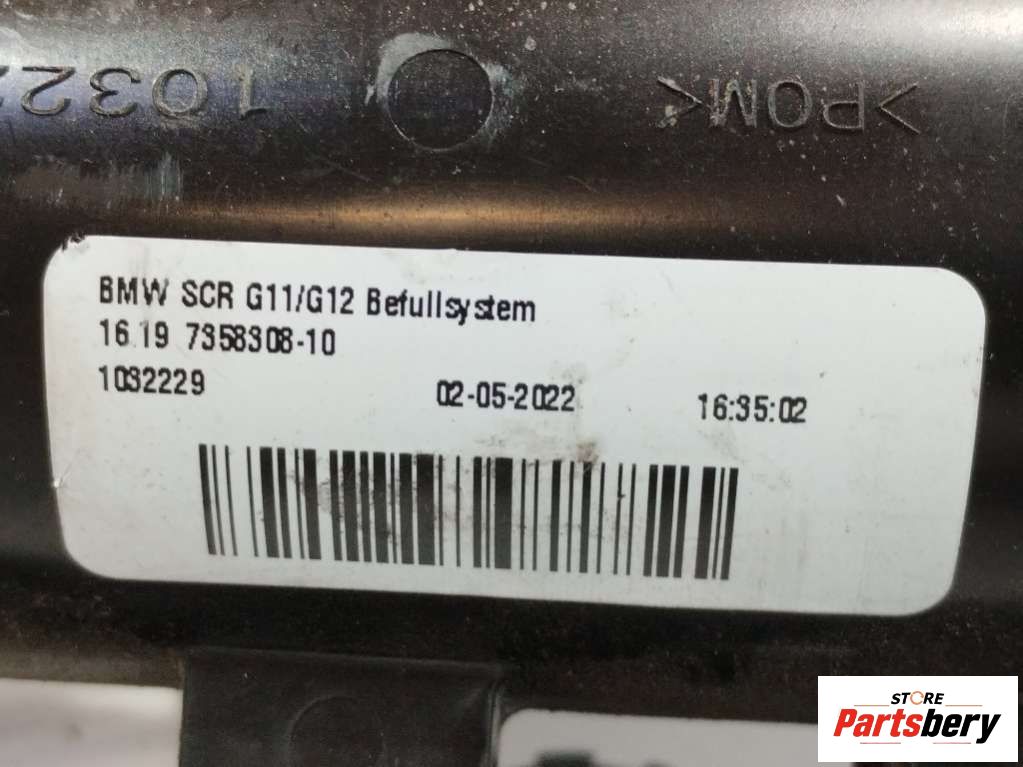 >POM<
BMW SCR G11/G12 Befullsystem
16.19 7358308-10
1032229 02-05-2022 16:35:02
STORE
Partsbery